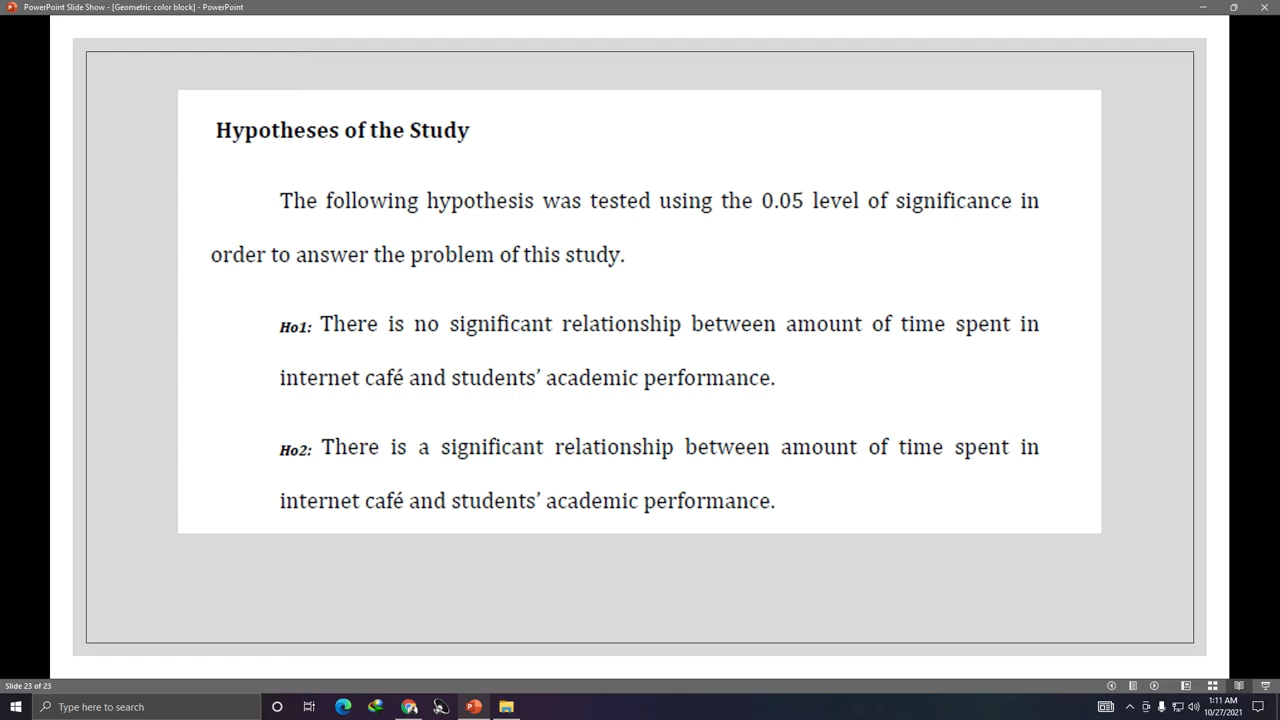 PowerPoint Slide Show - [Geometric color block] - PowerPoint
Hypotheses of the Study
The following hypothesis was tested using the 0.05 level of significance in
order to answer the problem of this study.
Ho1: There is no significant relationship between amount of time spent in
internet café and students’ academic performance.
Ho2: There is a significant relationship between amount of time spent in
internet café and students’ academic performance.
Slide 23 of 23
Type here to search
1:11 AM
10/27/2021